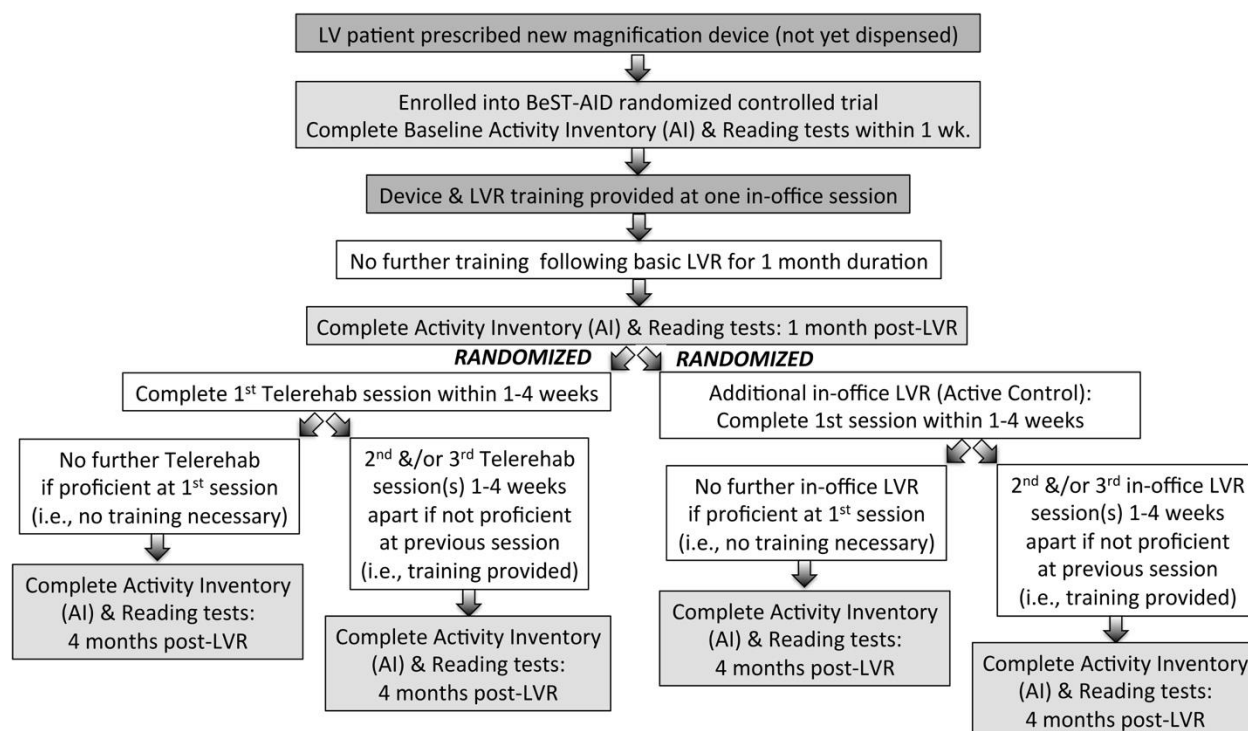 LV patient prescribed new magnification device (not yet dispensed)
Enrolled into BeST-AID randomized controlled trial
Complete Baseline Activity Inventory (AI) & Reading tests within 1 wk.
Device & LVR training provided at one in-office session
No further training following basic LVR for 1 month duration
Complete Activity Inventory (AI) & Reading tests: 1 month post-LVR
RANDOMIZED
RANDOMIZED
Complete 1st Telerehab session within 1-4 weeks
No further Telerehab
if proficient at 1st session
(i.e., no training necessary)
Complete Activity Inventory
(AI) & Reading tests:
4 months post-LVR
2nd &/or 3rd Telerehab
session(s) 1-4 weeks
apart if not proficient
at previous session
(i.e., training provided)
Complete Activity Inventory
(AI) & Reading tests:
4 months post-LVR
Additional in-office LVR (Active Control):
Complete 1st session within 1-4 weeks
No further in-office LVR
if proficient at 1st session
(i.e., no training necessary)
Complete Activity Inventory
(AI) & Reading tests:
4 months post-LVR
2nd &/or 3rd in-office LVR
session(s) 1-4 weeks
apart if not proficient
at previous session
(i.e., training provided)
Complete Activity Inventory
(AI) & Reading tests:
4 months post-LVR